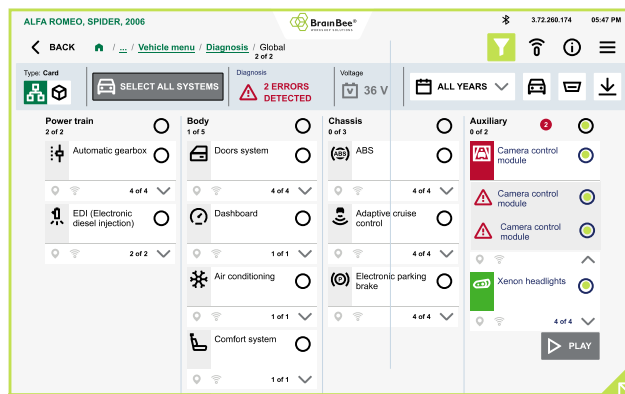 ALFA ROMEO, SPIDER, 2006
BrainBee®
WORKSHOP SOLUTIONS
3.72.260.174
05:47 PM
BACK / ... / Vehicle menu / Diagnosis / Global
2 of 2
Type: Card
SELECT ALL SYSTEMS
Diagnosis
2 ERRORS
DETECTED
Voltage
36 V
ALL YEARS
Power train
2 of 2
Automatic gearbox
4 of 4
EDI (Electronic
diesel injection)
2 of 2
Body
1 of 5
Doors system
4 of 4
Dashboard
1 of 1
Air conditioning
1 of 1
Comfort system
1 of 1
Chassis
0 of 3
ABS
ABS
4 of 4
Adaptive cruise
control
4 of 4
Electronic parking
brake
4 of 4
Auxiliary
0 of 2
2
Camera control
module
Camera control
module
Camera control
module
Xenon headlights
4 of 4
PLAY